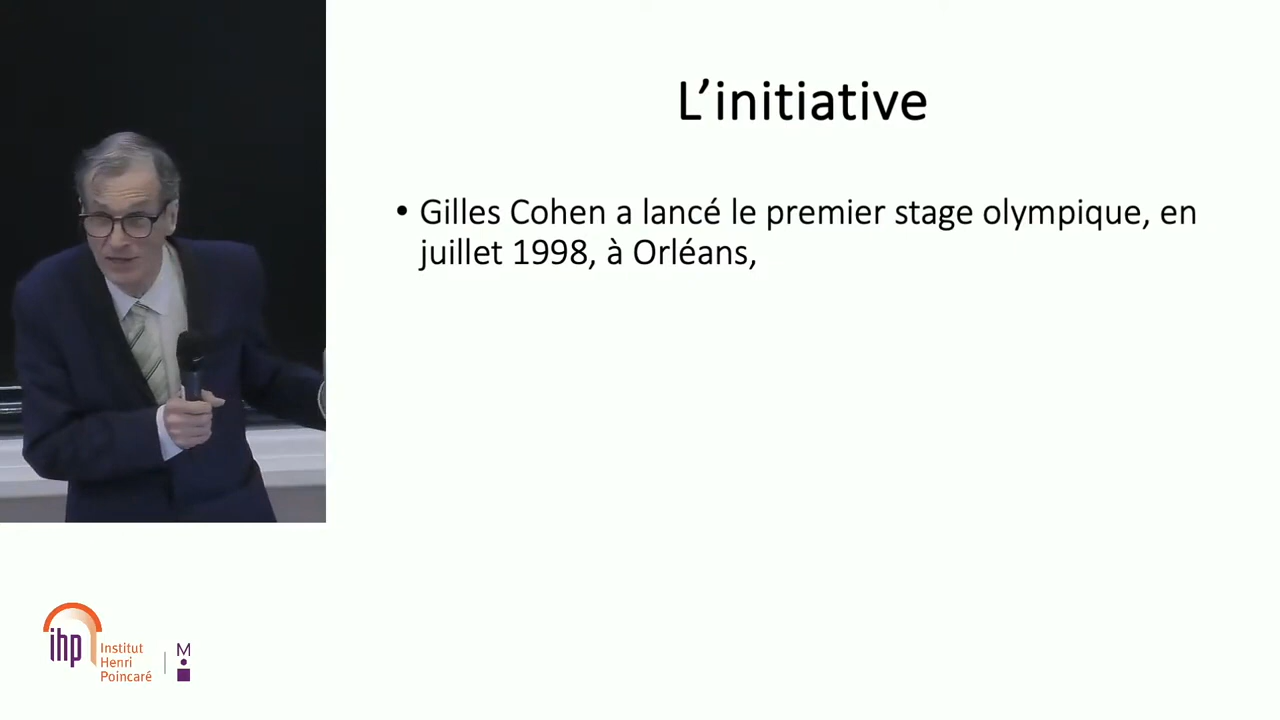 L’initiative
• Gilles Cohen a lancé le premier stage olympique, en
juillet 1998, à Orléans,
ihp
Institut
Henri
Poincaré
M